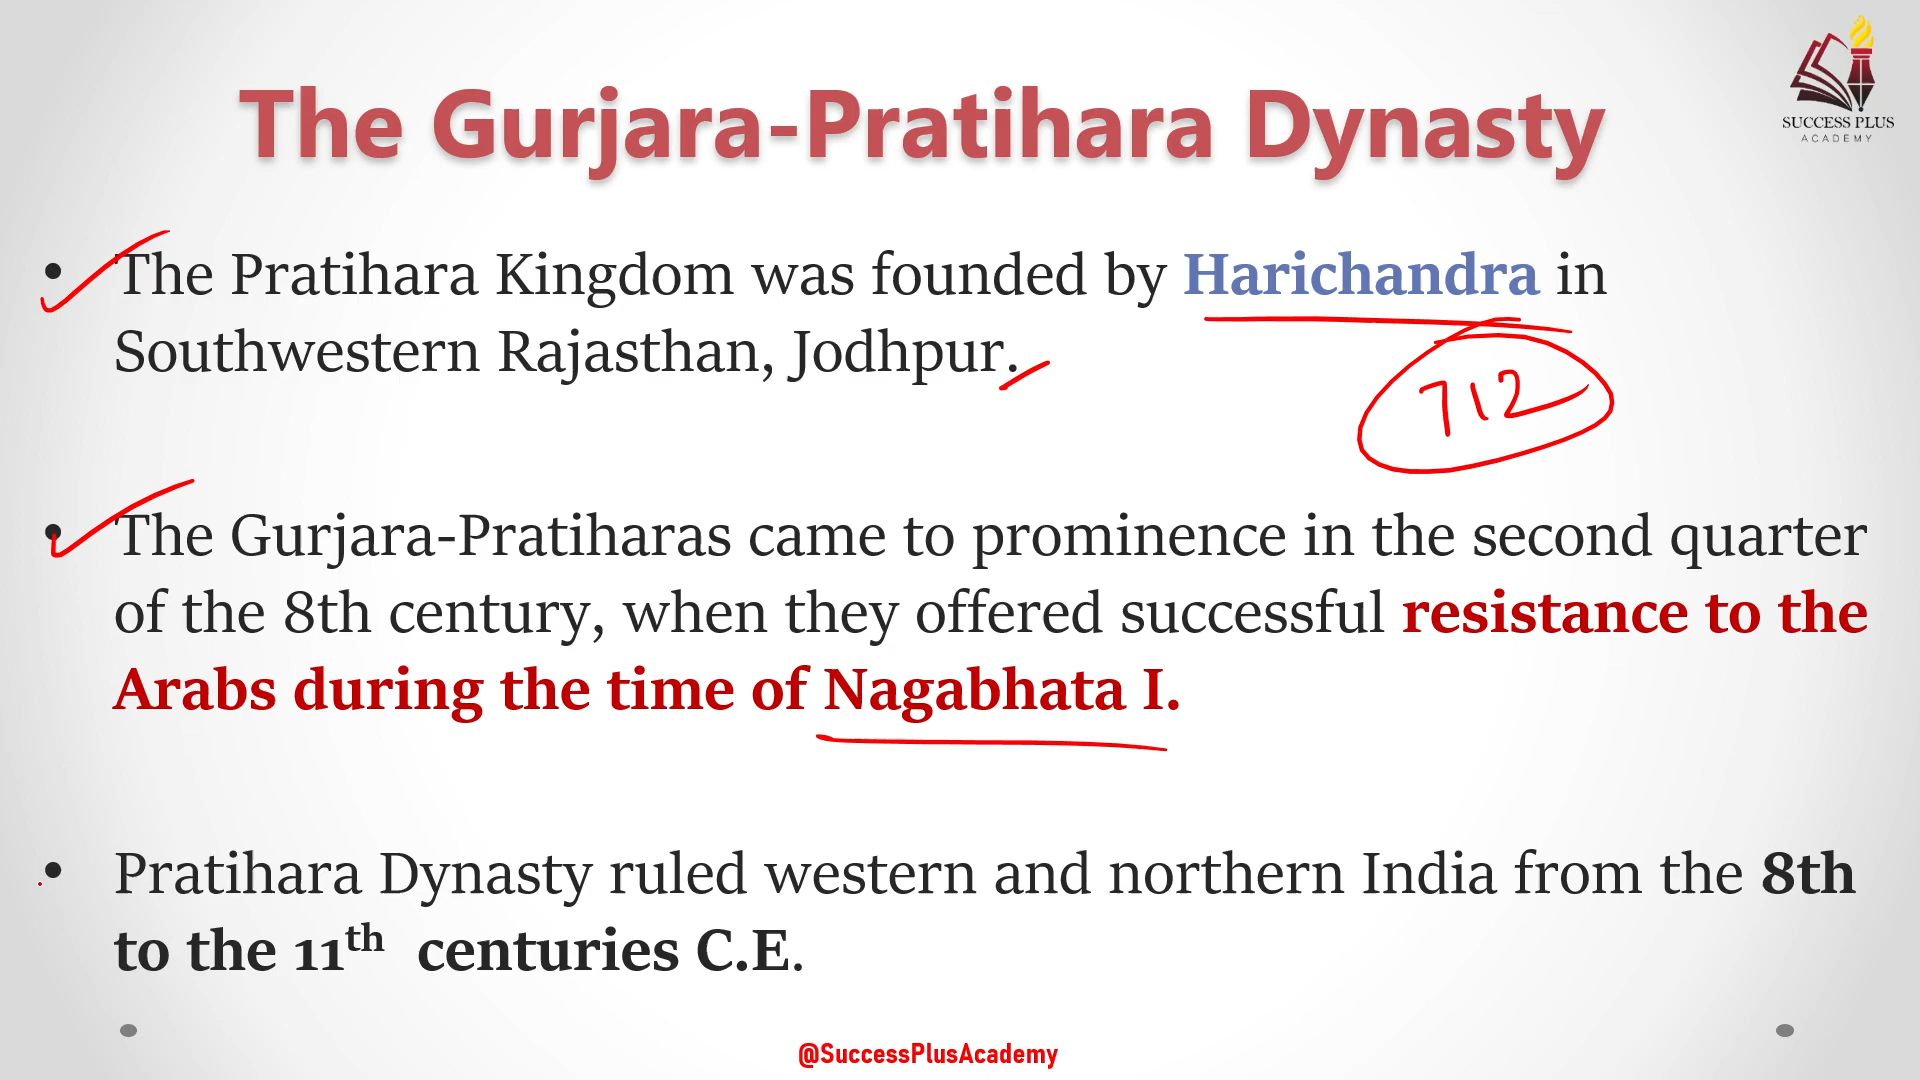 SUCCESS PLUS
ACADEMY
The Gurjara-Pratihara Dynasty
• The Pratihara Kingdom was founded by Harichandra in
Southwestern Rajasthan, Jodhpur.
712
• The Gurjara-Pratiharas came to prominence in the second quarter
of the 8th century, when they offered successful resistance to the
Arabs during the time of Nagabhata I.
• Pratihara Dynasty ruled western and northern India from the 8th
to the 11th centuries C.E.
@SuccessPlusAcademy